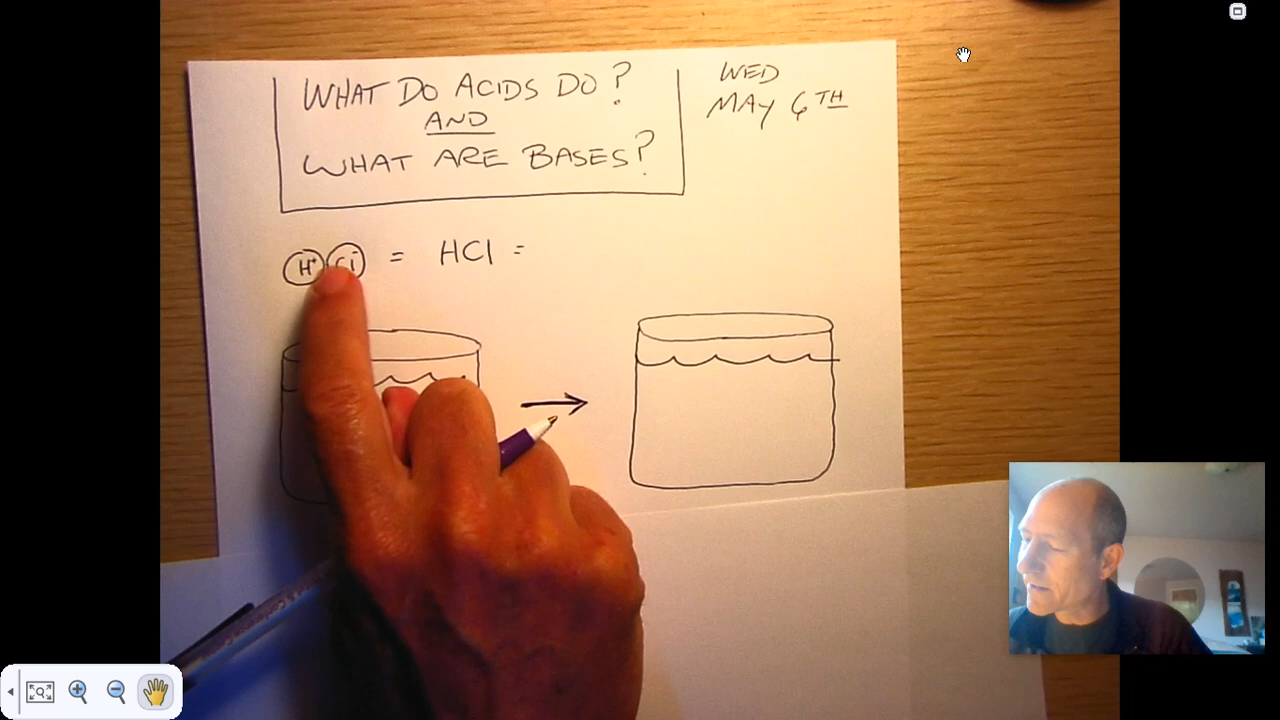 WHAT DO ACIDS DO?
AND
WHAT ARE BASES?
WED
MAY 6TH
H+ Cl = HCl =